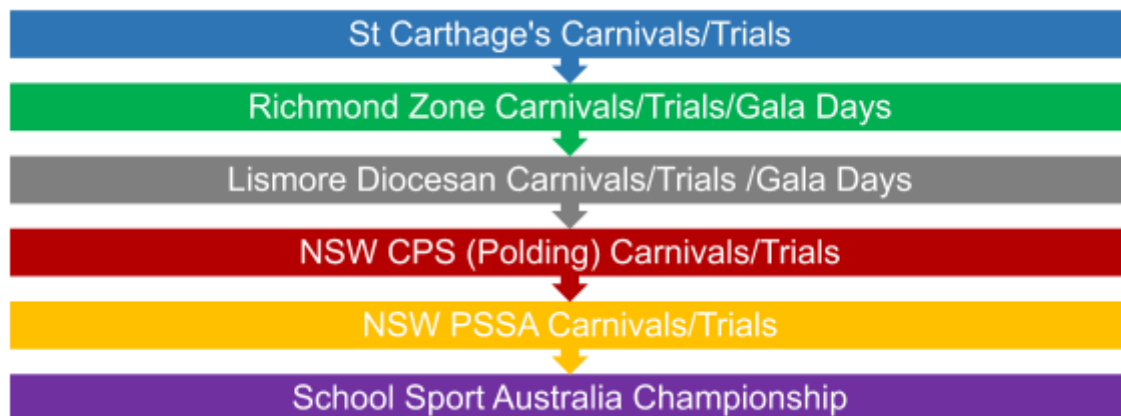 St Carthage's Carnivals/Trials
Richmond Zone Carnivals/Trials/Gala Days
Lismore Diocesan Carnivals/Trials /Gala Days
NSW CPS (Polding) Carnivals/Trials
NSW PSSA Carnivals/Trials
School Sport Australia Championship